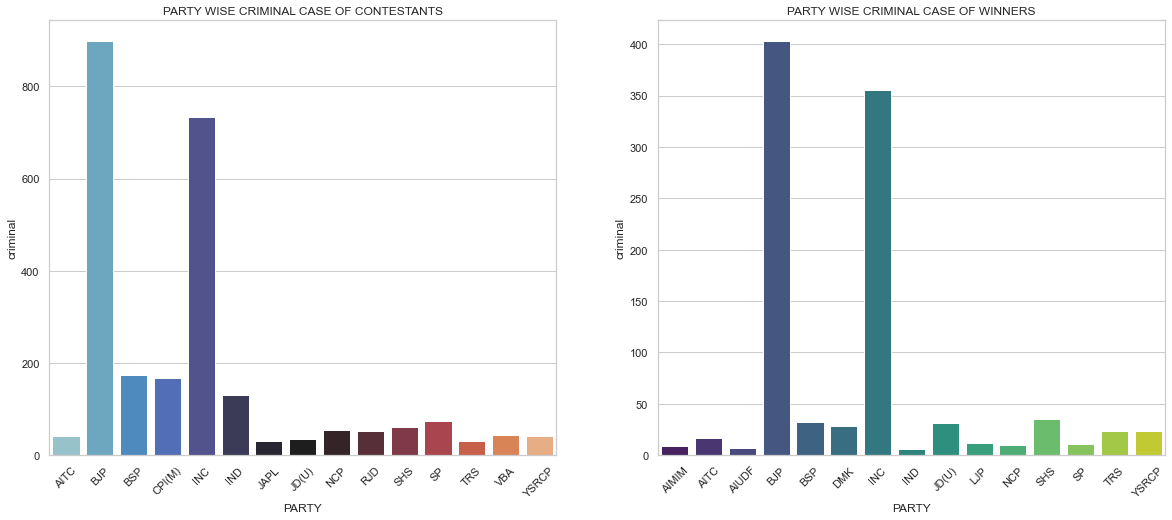 PARTY WISE CRIMINAL CASE OF CONTESTANTS
criminal
800
600
400
200
0
AITC
BJP
BSP
CPI(M)
INC
IND
JAPL
JD(U)
NCP
RJD
SHS
SP
TRS
VBA
YSRCP
PARTY
PARTY WISE CRIMINAL CASE OF WINNERS
criminal
400
350
300
250
200
150
100
50
0
AIMIM
AITC
AIUDF
BJP
BSP
DMK
INC
IND
JD(U)
LJP
NCP
SHS
SP
TRS
YSRCP
PARTY